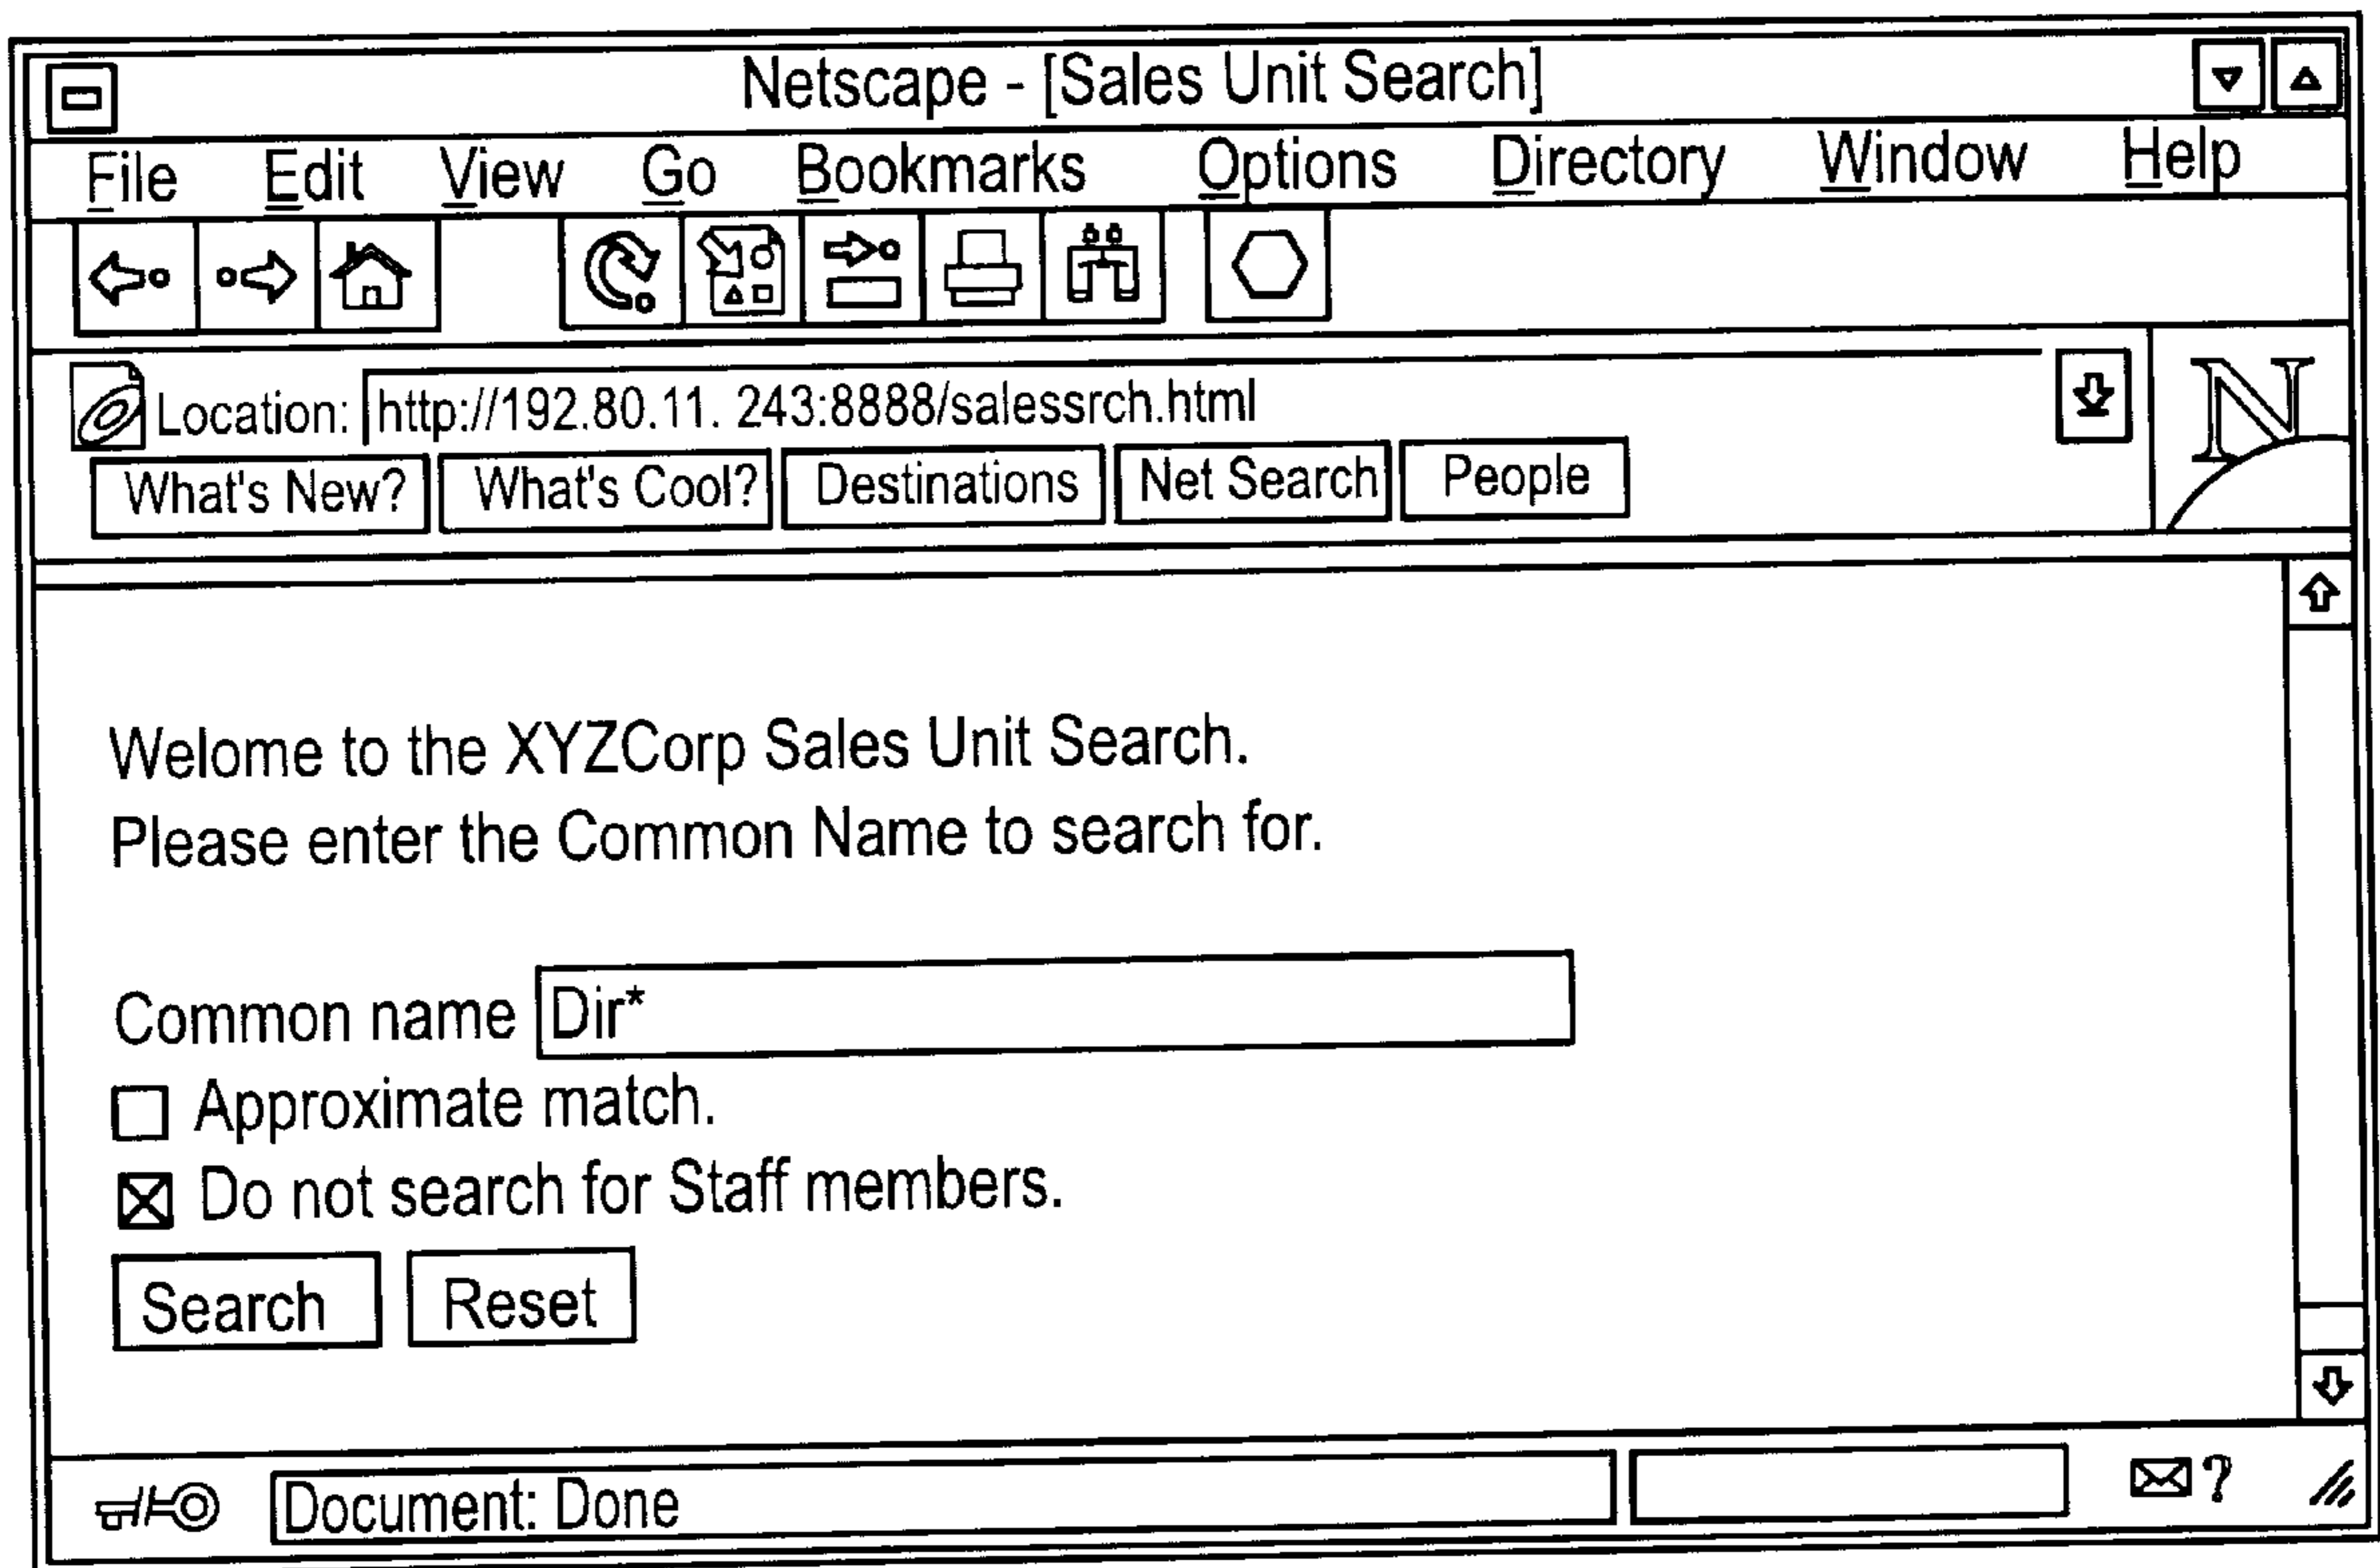 Netscape - [Sales Unit Search]
File Edit View Go Bookmarks Options Directory Window Help
Location: http://192.80.11. 243:8888/salessrch.html
N
What's New? What's Cool? Destinations Net Search People
Welome to the XYZCorp Sales Unit Search.
Please enter the Common Name to search for.
Common name Dir*
Approximate match.
Do not search for Staff members.
Search Reset
Document: Done ?